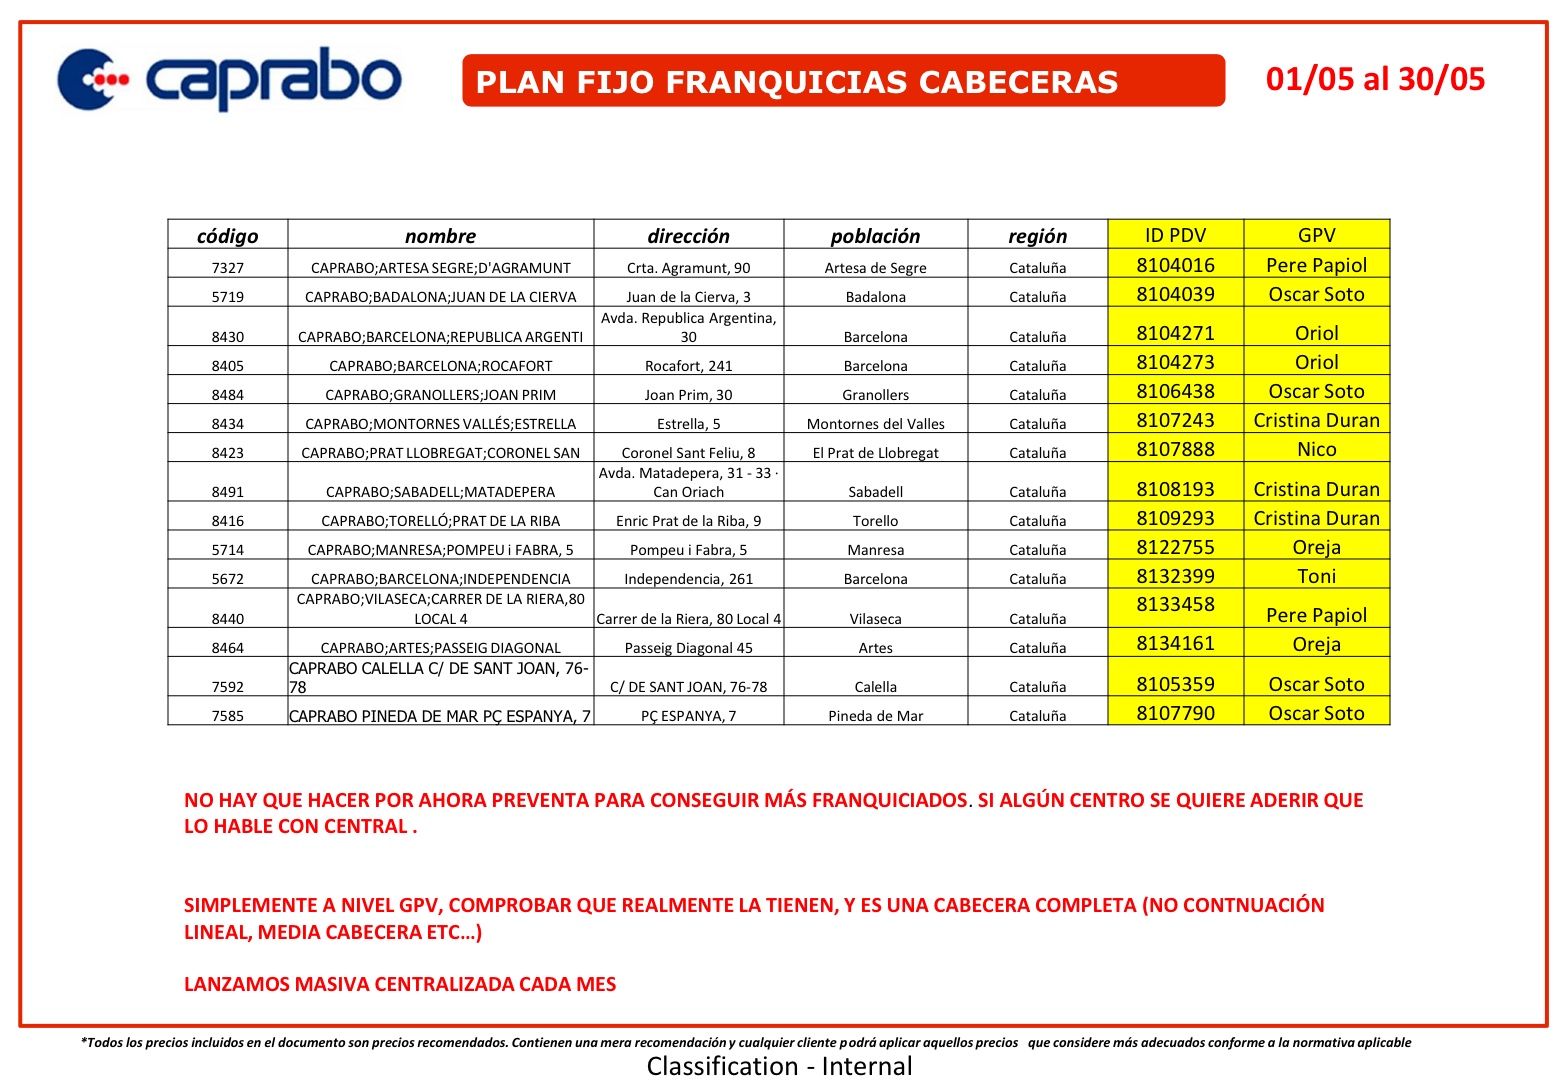 caprabo
PLAN FIJO FRANQUICIAS CABECERAS
01/05 al 30/05
código nombre dirección población región ID PDV GPV
7327 CAPRABO;ARTESA SEGRE;D'AGRAMUNT Crta. Agramunt, 90 Artesa de Segre Cataluña 8104016 Pere Papiol
5719 CAPRABO;BADALONA;JUAN DE LA CIERVA Juan de la Cierva, 3 Badalona Cataluña 8104039 Oscar Soto
Avda. Republica Argentina,
8430 CAPRABO;BARCELONA;REPUBLICA ARGENTI 30 Barcelona Cataluña 8104271 Oriol
8405 CAPRABO;BARCELONA;ROCAFORT Rocafort, 241 Barcelona Cataluña 8104273 Oriol
8484 CAPRABO;GRANOLLERS;JOAN PRIM Joan Prim, 30 Granollers Cataluña 8106438 Oscar Soto
8434 CAPRABO;MONTORNES VALLÉS;ESTRELLA Estrella, 5 Montornes del Valles Cataluña 8107243 Cristina Duran
8423 CAPRABO;PRAT LLOBREGAT;CORONEL SAN Coronel Sant Feliu, 8 El Prat de Llobregat Cataluña 8107888 Nico
Avda. Matadepera, 31 - 33 ·
8491 CAPRABO;SABADELL;MATADEPERA Can Oriach Sabadell Cataluña 8108193 Cristina Duran
8416 CAPRABO;TORELLÓ;PRAT DE LA RIBA Enric Prat de la Riba, 9 Torello Cataluña 8109293 Cristina Duran
5714 CAPRABO;MANRESA;POMPEU i FABRA, 5 Pompeu i Fabra, 5 Manresa Cataluña 8122755 Oreja
5672 CAPRABO;BARCELONA;INDEPENDENCIA Independencia, 261 Barcelona Cataluña 8132399 Toni
CAPRABO;VILASECA;CARRER DE LA RIERA,80
8440 LOCAL 4 Carrer de la Riera, 80 Local 4 Vilaseca Cataluña 8133458 Pere Papiol
8464 CAPRABO;ARTES;PASSEIG DIAGONAL Passeig Diagonal 45 Artes Cataluña 8134161 Oreja
CAPRABO CALELLA C/ DE SANT JOAN, 76-
7592 78 C/ DE SANT JOAN, 76-78 Calella Cataluña 8105359 Oscar Soto
7585 CAPRABO PINEDA DE MAR PÇ ESPANYA, 7 PÇ ESPANYA, 7 Pineda de Mar Cataluña 8107790 Oscar Soto
NO HAY QUE HACER POR AHORA PREVENTA PARA CONSEGUIR MÁS FRANQUICIADOS. SI ALGÚN CENTRO SE QUIERE ADERIR QUE
LO HABLE CON CENTRAL .
SIMPLEMENTE A NIVEL GPV, COMPROBAR QUE REALMENTE LA TIENEN, Y ES UNA CABECERA COMPLETA (NO CONTNUACIÓN
LINEAL, MEDIA CABECERA ETC...)
LANZAMOS MASIVA CENTRALIZADA CADA MES
*Todos los precios incluidos en el documento son precios recomendados. Contienen una mera recomendación y cualquier cliente podrá aplicar aquellos precios que considere más adecuados conforme a la normativa aplicable
Classification - Internal